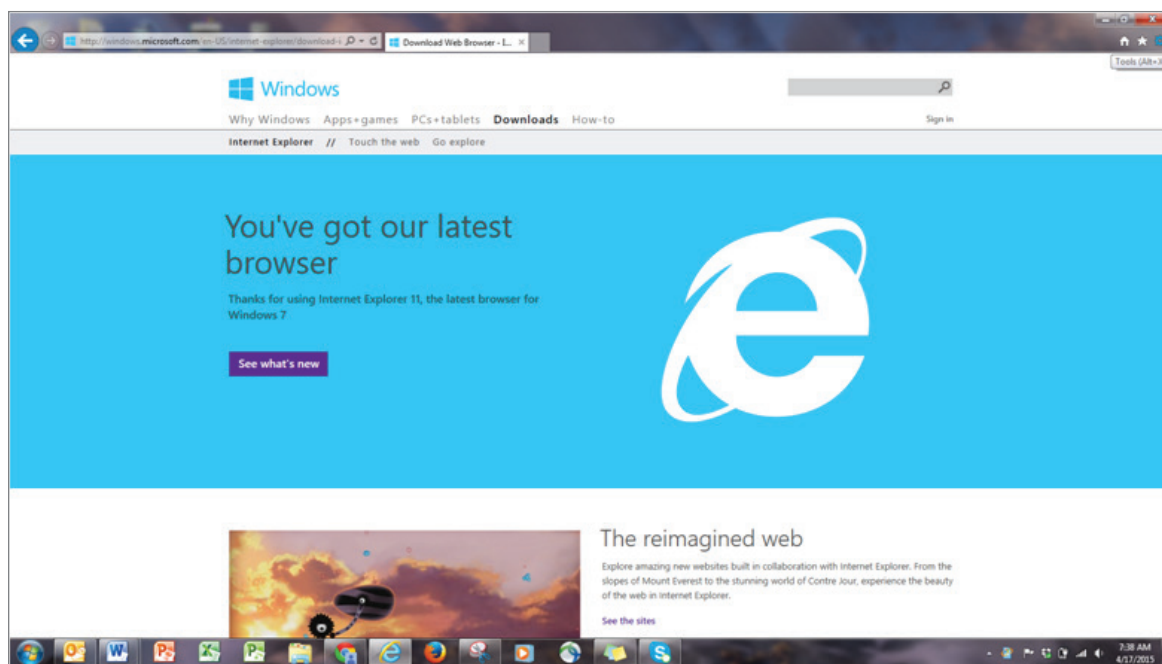 http://windows.microsoft.com/en-US/internet-explorer/download-i
Download Web Browser - I...
Tools (Alt+X
Windows
Why Windows Apps+games PCs+tablets Downloads How-to
Sign in
Internet Explorer // Touch the web Go explore
You've got our latest
browser
Thanks for using Internet Explorer 11, the latest browser for
Windows 7
See what's new
The reimagined web
Explore amazing new websites built in collaboration with Internet Explorer. From the
slopes of Mount Everest to the stunning world of Contre Jour, experience the beauty
of the web in Internet Explorer.
See the sites
7:38 AM
4/17/2015